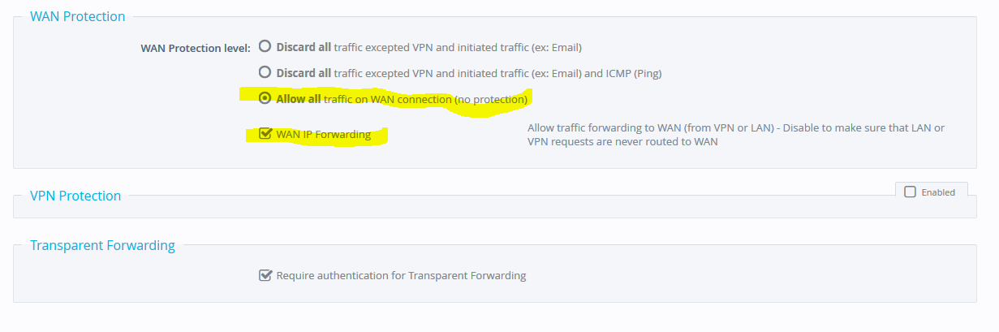 WAN Protection
WAN Protection level:
Discard all traffic excepted VPN and initiated traffic (ex: Email)
Discard all traffic excepted VPN and initiated traffic (ex: Email) and ICMP (Ping)
Allow all traffic on WAN connection (no protection)
WAN IP Forwarding
Allow traffic forwarding to WAN (from VPN or LAN) - Disable to make sure that LAN or
VPN requests are never routed to WAN
VPN Protection
Enabled
Transparent Forwarding
Require authentication for Transparent Forwarding